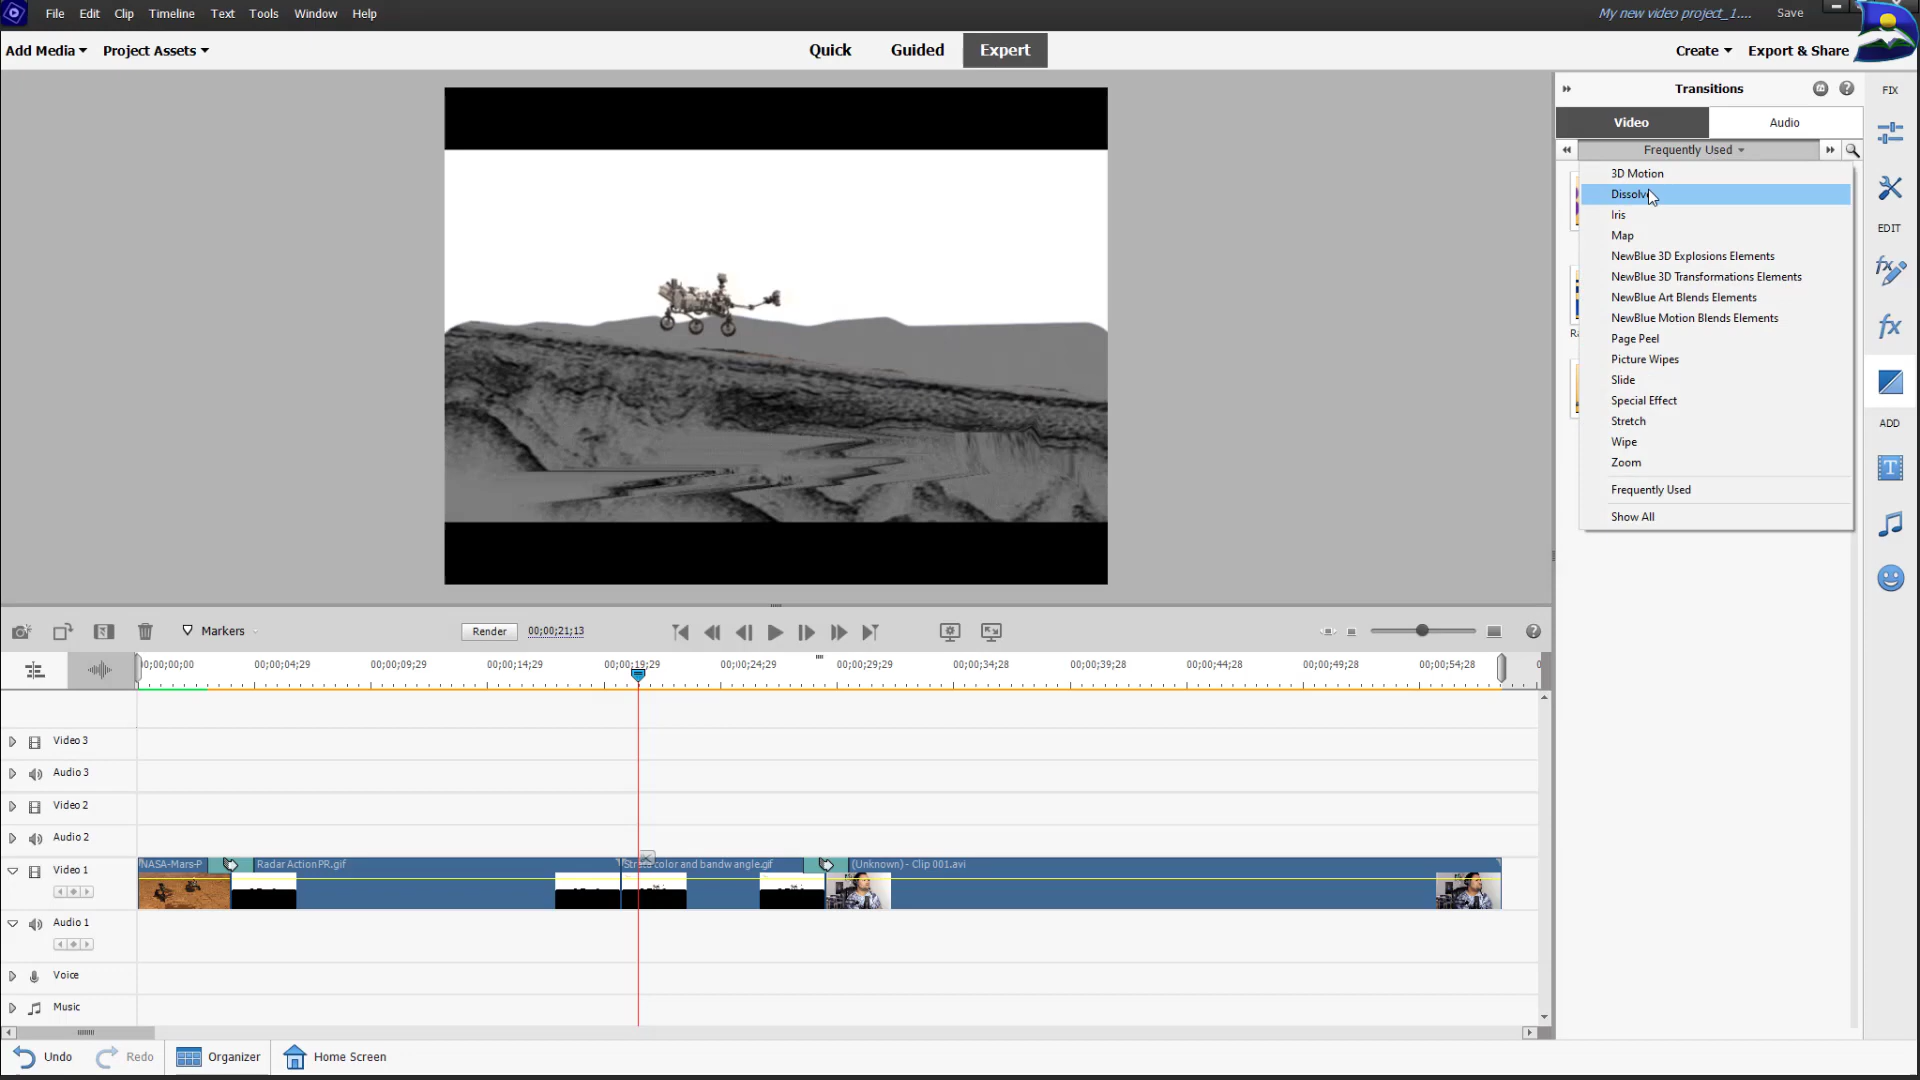 File Edit Clip Timeline Text Tools Window Help
My new video project_1.... Save
Add Media Project Assets
Quick Guided Expert
Create Export & Share
Transitions
FIX
Video Audio
Frequently Used
3D Motion
Dissolve
Iris
Map
EDIT
NewBlue 3D Explosions Elements
NewBlue 3D Transformations Elements
NewBlue Art Blends Elements
NewBlue Motion Blends Elements
Page Peel
Picture Wipes
Slide
Special Effect
Stretch
ADD
Wipe
Zoom
Frequently Used
Show All
Markers
Render 00;00;21;13
00;00;00;00 00;00;04;29 00;00;09;29 00;00;14;29 00;00;19;29 00;00;24;29 00;00;29;29 00;00;34;28 00;00;39;28 00;00;44;28 00;00;49;28 00;00;54;28
Video 3
Audio 3
Video 2
Audio 2
Video 1
NASA-Mars-P RadarActionPR.gif Strata color and bandw angle.gif (Unknown) - Clip 001.avi
Audio 1
Voice
Music
Undo Redo Organizer Home Screen